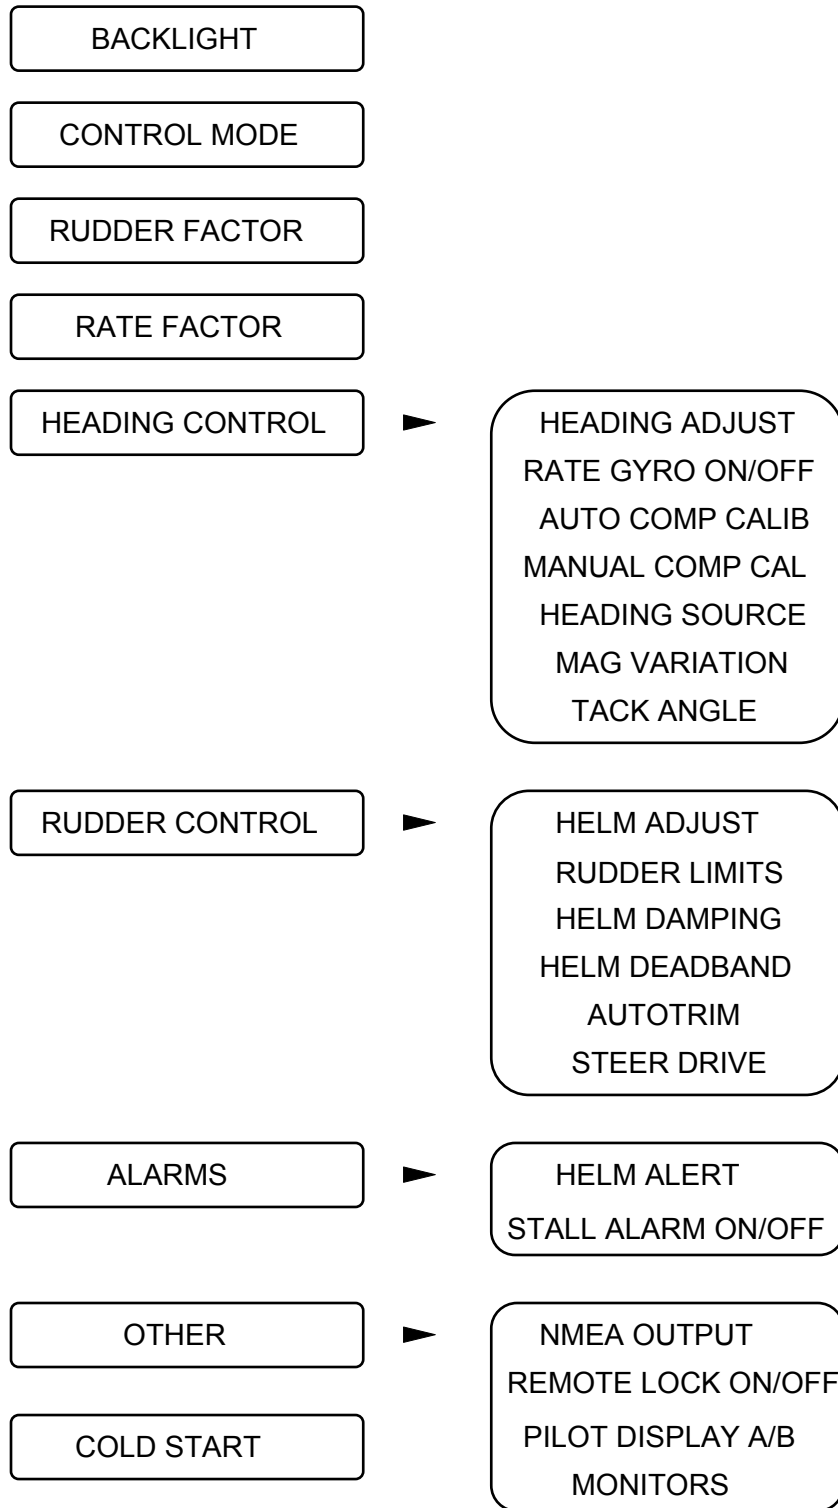 BACKLIGHT
CONTROL MODE
RUDDER FACTOR
RATE FACTOR
HEADING CONTROL
HEADING ADJUST
RATE GYRO ON/OFF
AUTO COMP CALIB
MANUAL COMP CAL
HEADING SOURCE
MAG VARIATION
TACK ANGLE
RUDDER CONTROL
HELM ADJUST
RUDDER LIMITS
HELM DAMPING
HELM DEADBAND
AUTOTRIM
STEER DRIVE
ALARMS
HELM ALERT
STALL ALARM ON/OFF
OTHER
NMEA OUTPUT
REMOTE LOCK ON/OFF
PILOT DISPLAY A/B
MONITORS
COLD START